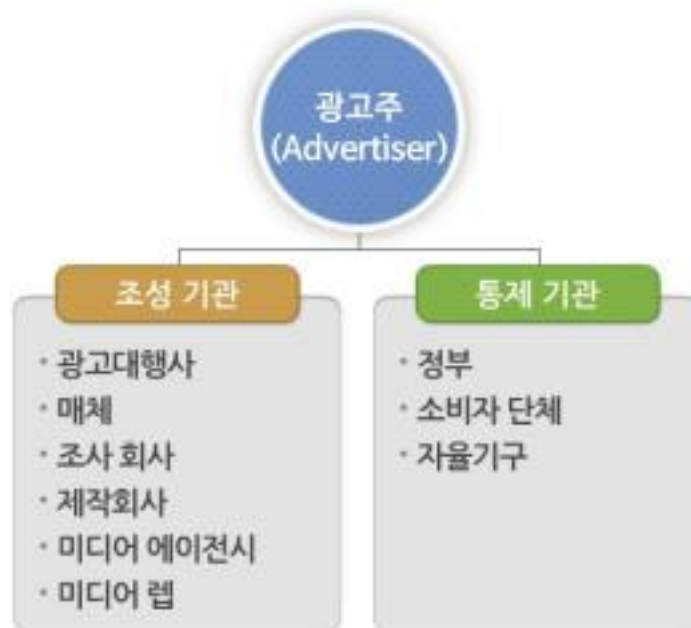 광고주
(Advertiser)
조성 기관
· 광고대행사
· 매체
· 조사 회사
· 제작회사
· 미디어 에이전시
· 미디어 렙
통제 기관
· 정부
· 소비자 단체
· 자율기구